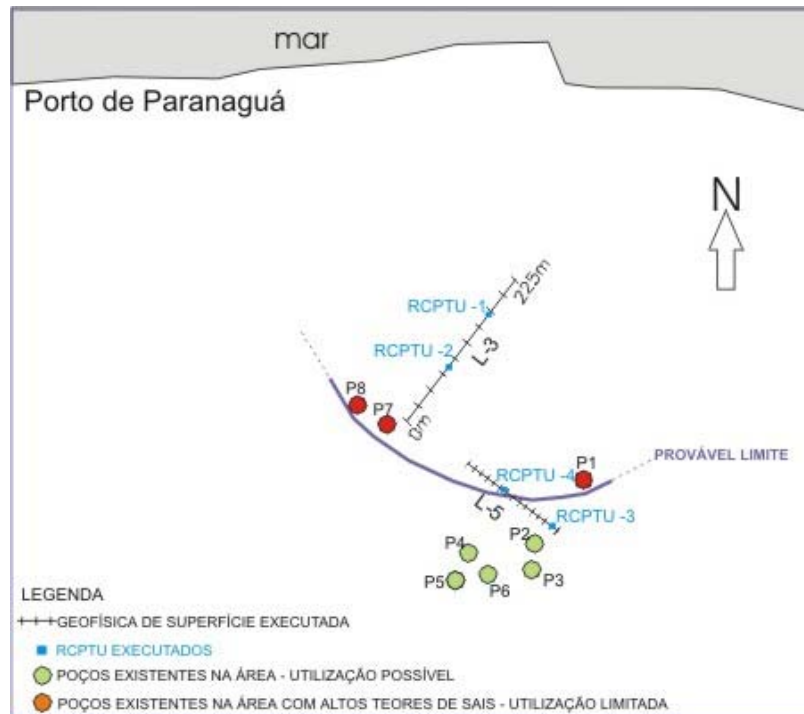 mar
Porto de Paranaguá
N
225m
RCPTU -1
RCPTU -2
L-3
P8
P7
0m
P1
PROVÁVEL LIMITE
RCPTU -4
L-5
RCPTU -3
P2
P4
P3
P5
P6
LEGENDA
GEOFÍSICA DE SUPERFÍCIE EXECUTADA
RCPTU EXECUTADOS
POÇOS EXISTENTES NA ÁREA - UTILIZAÇÃO POSSÍVEL
POÇOS EXISTENTES NA ÁREA COM ALTOS TEORES DE SAIS - UTILIZAÇÃO LIMITADA